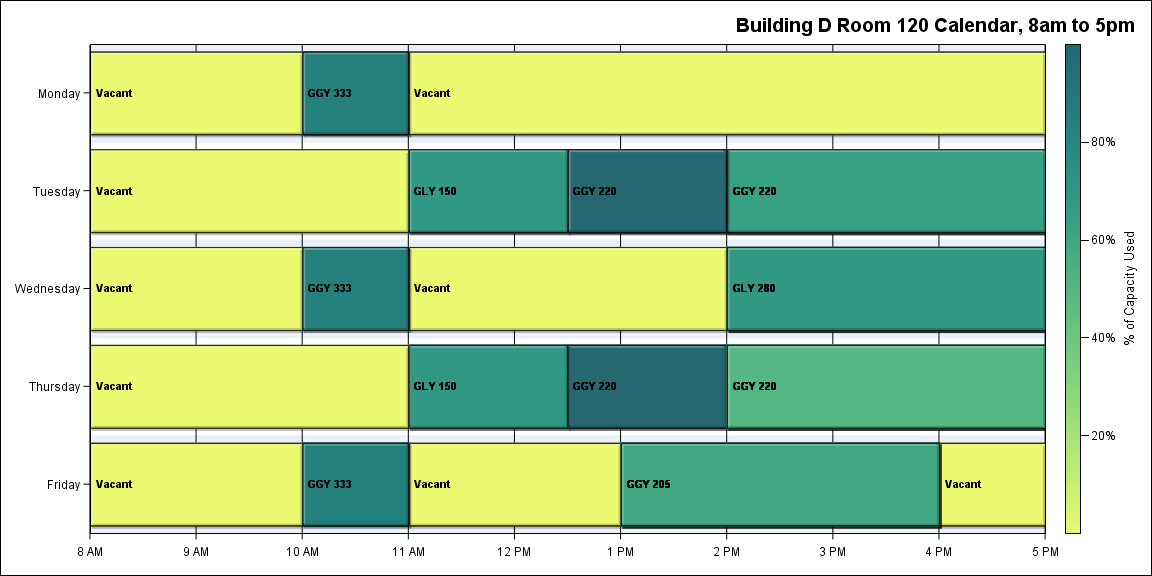 Building D Room 120 Calendar, 8am to 5pm
Monday
Vacant
GGY 333
Vacant
Tuesday
Vacant
GLY 150
GGY 220
GGY 220
Wednesday
Vacant
GGY 333
Vacant
GLY 280
Thursday
Vacant
GLY 150
GGY 220
GGY 220
Friday
Vacant
GGY 333
Vacant
GGY 205
Vacant
8 AM
9 AM
10 AM
11 AM
12 PM
1 PM
2 PM
3 PM
4 PM
5 PM
80%
60%
40%
20%
% of Capacity Used